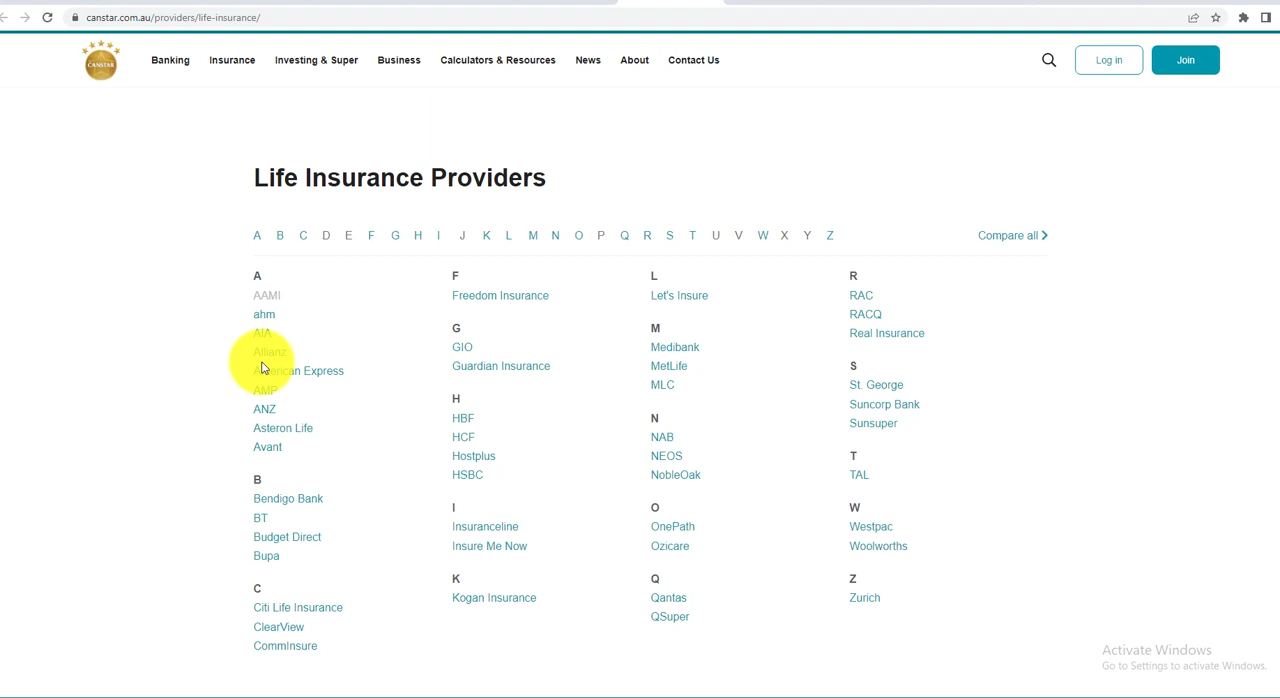 canstar.com.au/providers/life-insurance/
CANSTAR
Banking Insurance Investing & Super Business Calculators & Resources News About Contact Us Log in Join
Life Insurance Providers
A B C D E F G H I J K L M N O P Q R S T U V W X Y Z Compare all
A
AAMI
ahm
AIA
Allianz
American Express
AMP
ANZ
Asteron Life
Avant
B
Bendigo Bank
BT
Budget Direct
Bupa
C
Citi Life Insurance
ClearView
CommInsure
F
Freedom Insurance
G
GIO
Guardian Insurance
H
HBF
HCF
Hostplus
HSBC
I
Insuranceline
Insure Me Now
K
Kogan Insurance
L
Let's Insure
M
Medibank
MetLife
MLC
N
NAB
NEOS
NobleOak
O
OnePath
Ozicare
Q
Qantas
QSuper
R
RAC
RACQ
Real Insurance
S
St. George
Suncorp Bank
Sunsuper
T
TAL
W
Westpac
Woolworths
Z
Zurich
Activate Windows
Go to Settings to activate Windows.